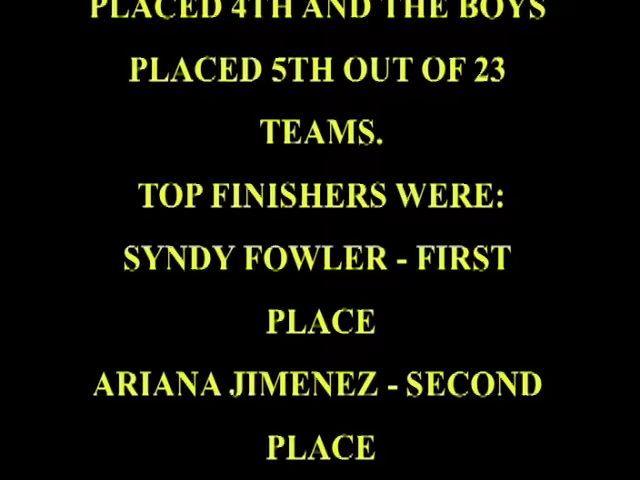 PLACED 4TH AND THE BOYS
PLACED 5TH OUT OF 23
TEAMS.
TOP FINISHERS WERE:
SYNDY FOWLER - FIRST
PLACE
ARIANA JIMENEZ - SECOND
PLACE